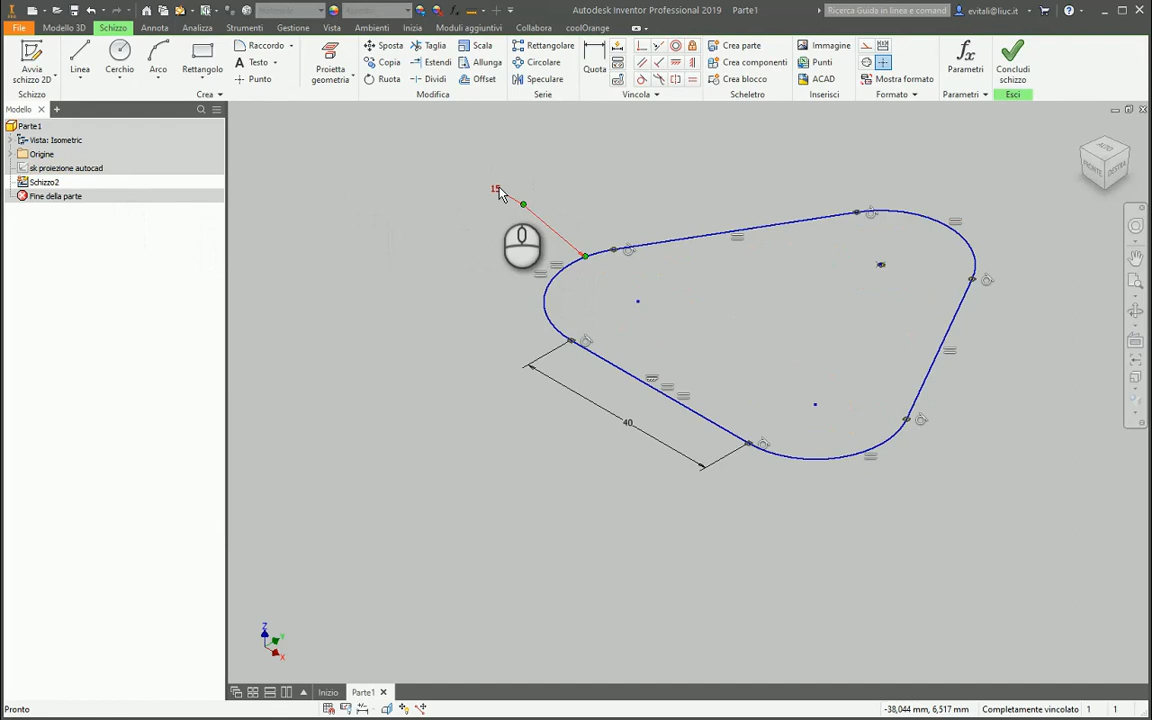 Autodesk Inventor Professional 2019 Parte1
Ricerca Guida in linea e comand
evitali@liuc.it
File Modello 3D Schizzo Annota Analizza Strumenti Gestione Vista Ambienti Inizia Moduli aggiuntivi Collabora coolOrange
Avvia schizzo 2D
Linea
Cerchio
Arco
Rettangolo
Raccordo
Testo
Punto
Proietta geometria
Sposta
Copia
Ruota
Taglia
Estendi
Dividi
Scala
Allunga
Offset
Rettangolare
Circolare
Speculare
Quota
Crea parte
Crea componenti
Crea blocco
Immagine
Punti
ACAD
Mostra formato
Parametri
Concludi schizzo
Schizzo Crea Modifica Serie Vincola Scheletro Inserisci Formato Parametri Esci
Modello
Parte1
Vista: Isometric
Origine
sk proiezione autocad
Schizzo2
Fine della parte
ALTO
FRONTE
DESTRA
15
40
Z
Y
X
Inizio Parte1
Pronto
-38,044 mm, 6,517 mm Completamente vincolato 1 1